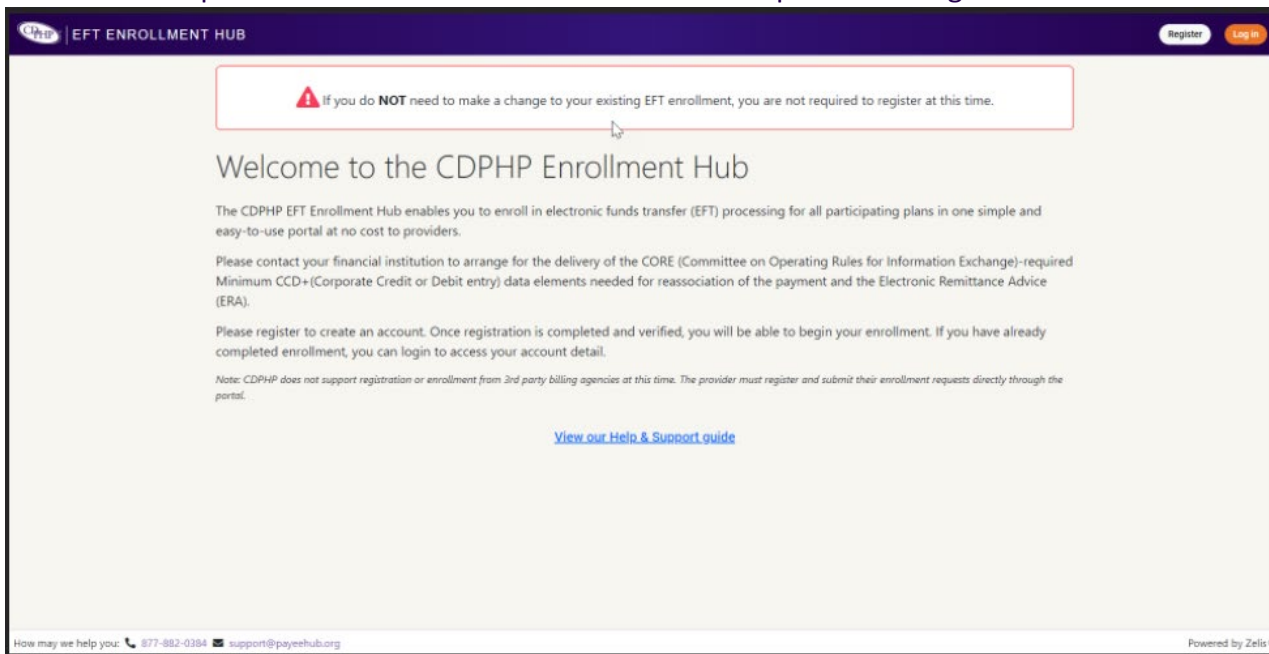 CDPHP EFT ENROLLMENT HUB
Register
Log in
If you do NOT need to make a change to your existing EFT enrollment, you are not required to register at this time.
Welcome to the CDPHP Enrollment Hub
The CDPHP EFT Enrollment Hub enables you to enroll in electronic funds transfer (EFT) processing for all participating plans in one simple and
easy-to-use portal at no cost to providers.
Please contact your financial institution to arrange for the delivery of the CORE (Committee on Operating Rules for Information Exchange)-required
Minimum CCD+(Corporate Credit or Debit entry) data elements needed for reassociation of the payment and the Electronic Remittance Advice
(ERA).
Please register to create an account. Once registration is completed and verified, you will be able to begin your enrollment. If you have already
completed enrollment, you can login to access your account detail.
Note: CDPHP does not support registration or enrollment from 3rd party billing agencies at this time. The provider must register and submit their enrollment requests directly through the
portal.
View our Help & Support guide
How may we help you: 877-882-0384 support@payeehub.org
Powered by Zelis